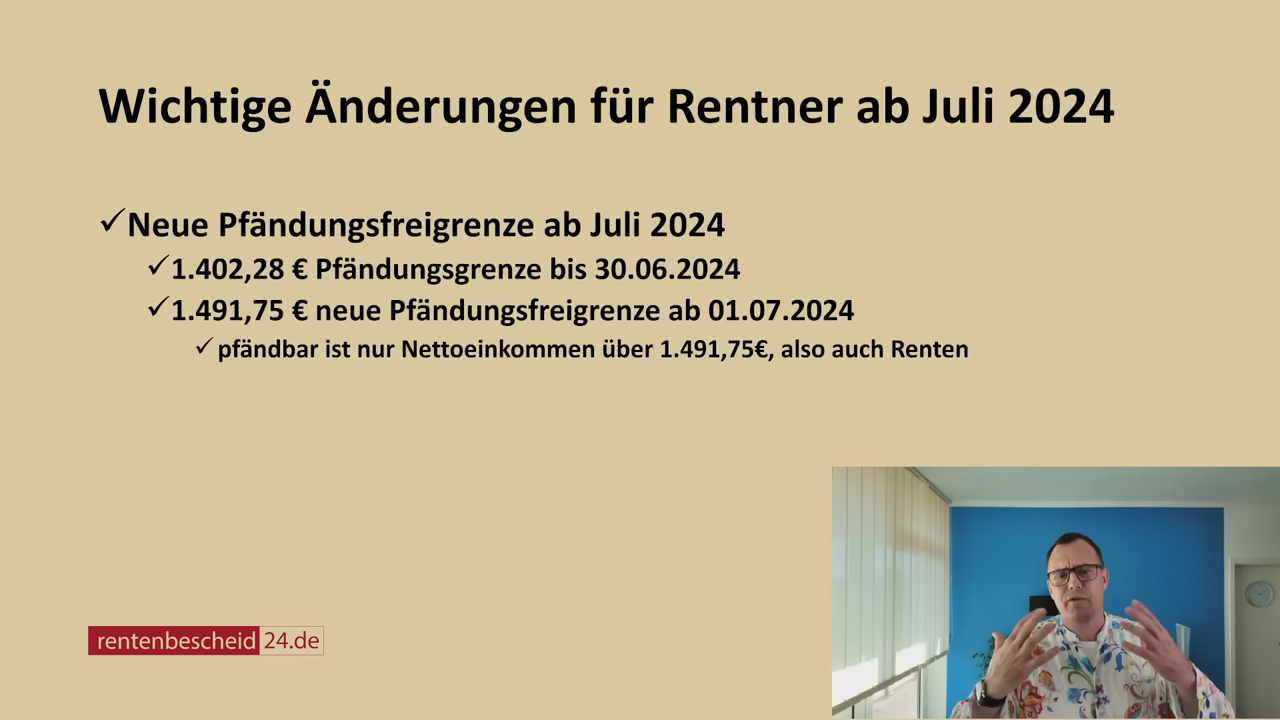 Wichtige Änderungen für Rentner ab Juli 2024
✓Neue Pfändungsfreigrenze ab Juli 2024
✓1.402,28 € Pfändungsgrenze bis 30.06.2024
✓1.491,75 € neue Pfändungsfreigrenze ab 01.07.2024
✓pfändbar ist nur Nettoeinkommen über 1.491,75€, also auch Renten
rentenbescheid 24.de